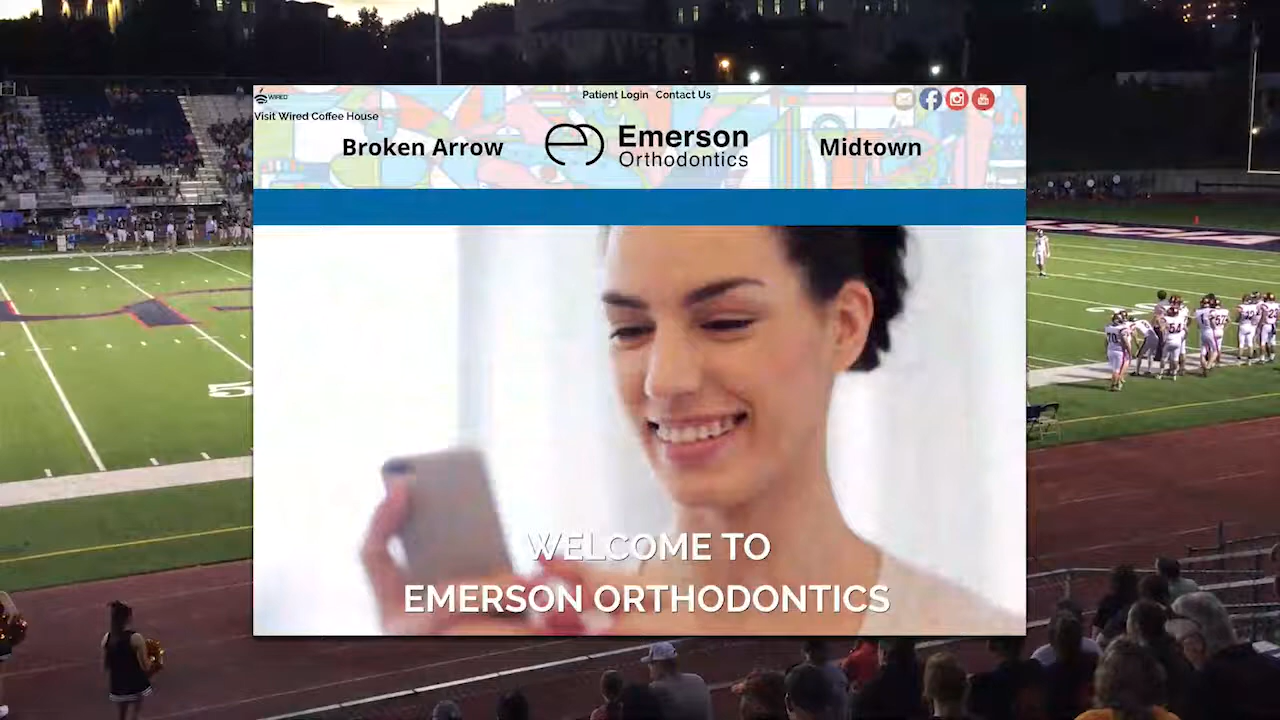 WIRED
Patient Login Contact Us
Visit Wired Coffee House
Broken Arrow
Emerson
Orthodontics
Midtown
WELCOME TO
EMERSON ORTHODONTICS